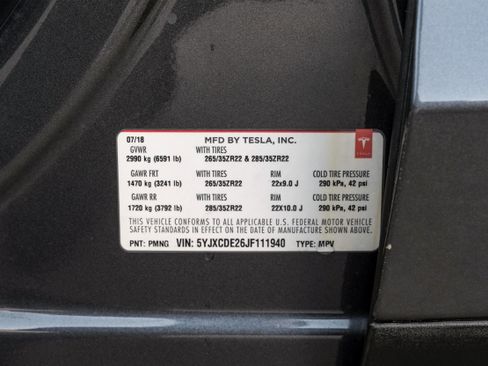 07/18 MFD BY TESLA, INC.
GVWR WITH TIRES
2990 kg (6591 lb) 265/35ZR22 & 285/35ZR22
GAWR FRT WITH TIRES RIM COLD TIRE PRESSURE
1470 kg (3241 lb) 265/35ZR22 22x9.0 J 290 kPa, 42 psi
GAWR RR WITH TIRES RIM COLD TIRE PRESSURE
1720 kg (3792 lb) 285/35ZR22 22X10.0 J 290 kPa, 42 psi
THIS VEHICLE CONFORMS TO ALL APPLICABLE U.S. FEDERAL MOTOR VEHICLE
SAFETY STANDARDS IN EFFECT ON THE DATE OF MANUFACTURE SHOWN ABOVE.
PNT: PMNG VIN: 5YJXCDE26JF111940 TYPE: MPV
TESLA